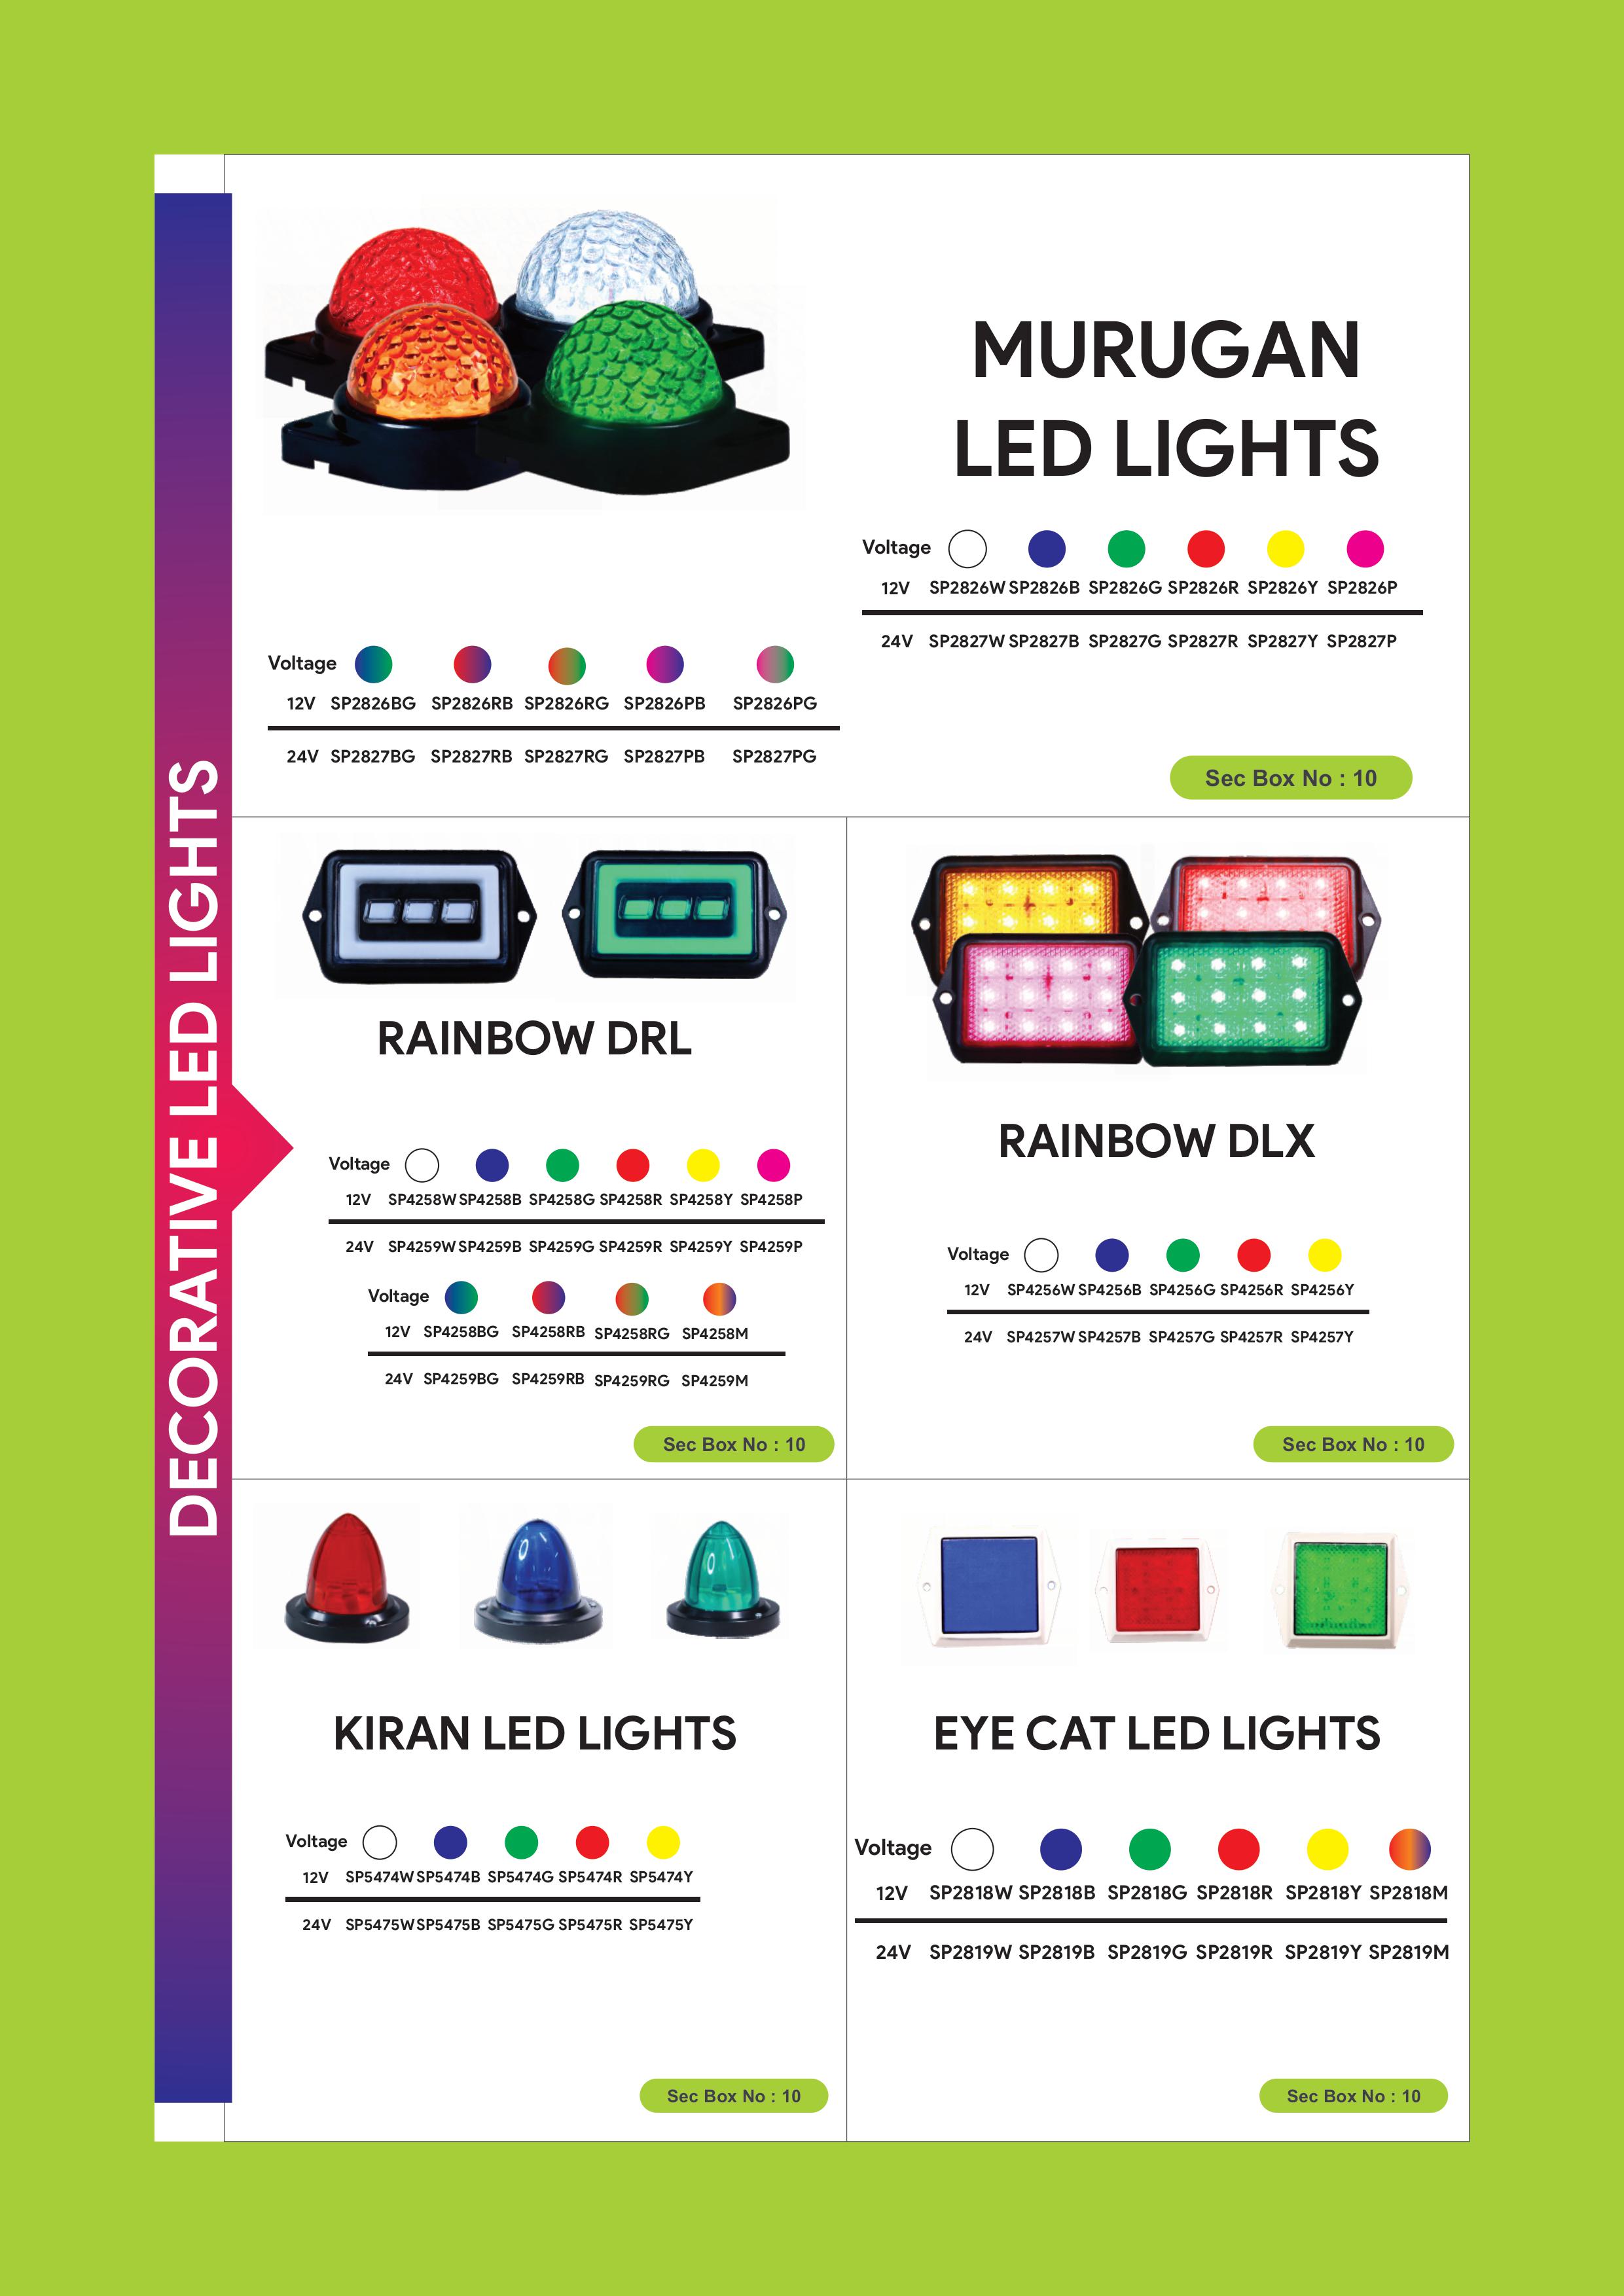 DECORATIVE LED LIGHTS
MURUGAN
LED LIGHTS
Voltage
12V SP2826W SP2826B SP2826G SP2826R SP2826Y SP2826P
24V SP2827W SP2827B SP2827G SP2827R SP2827Y SP2827P
Voltage
12V SP2826BG SP2826RB SP2826RG SP2826PB SP2826PG
24V SP2827BG SP2827RB SP2827RG SP2827PB SP2827PG
Sec Box No : 10
RAINBOW DRL
Voltage
12V SP4258W SP4258B SP4258G SP4258R SP4258Y SP4258P
24V SP4259W SP4259B SP4259G SP4259R SP4259Y SP4259P
Voltage
12V SP4258BG SP4258RB SP4258RG SP4258M
24V SP4259BG SP4259RB SP4259RG SP4259M
Sec Box No : 10
RAINBOW DLX
Voltage
12V SP4256W SP4256B SP4256G SP4256R SP4256Y
24V SP4257W SP4257B SP4257G SP4257R SP4257Y
Sec Box No : 10
KIRAN LED LIGHTS
Voltage
12V SP5474W SP5474B SP5474G SP5474R SP5474Y
24V SP5475W SP5475B SP5475G SP5475R SP5475Y
Sec Box No : 10
EYE CAT LED LIGHTS
Voltage
12V SP2818W SP2818B SP2818G SP2818R SP2818Y SP2818M
24V SP2819W SP2819B SP2819G SP2819R SP2819Y SP2819M
Sec Box No : 10